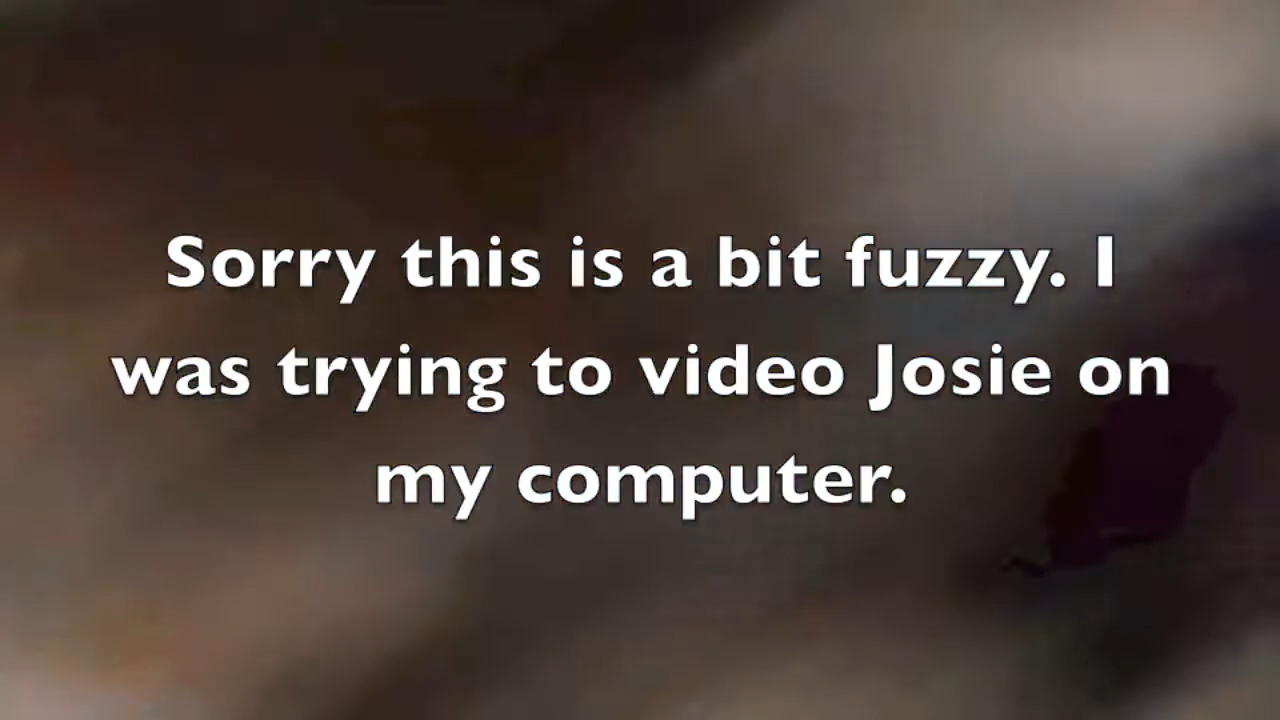 Sorry this is a bit fuzzy. I
was trying to video Josie on
my computer.